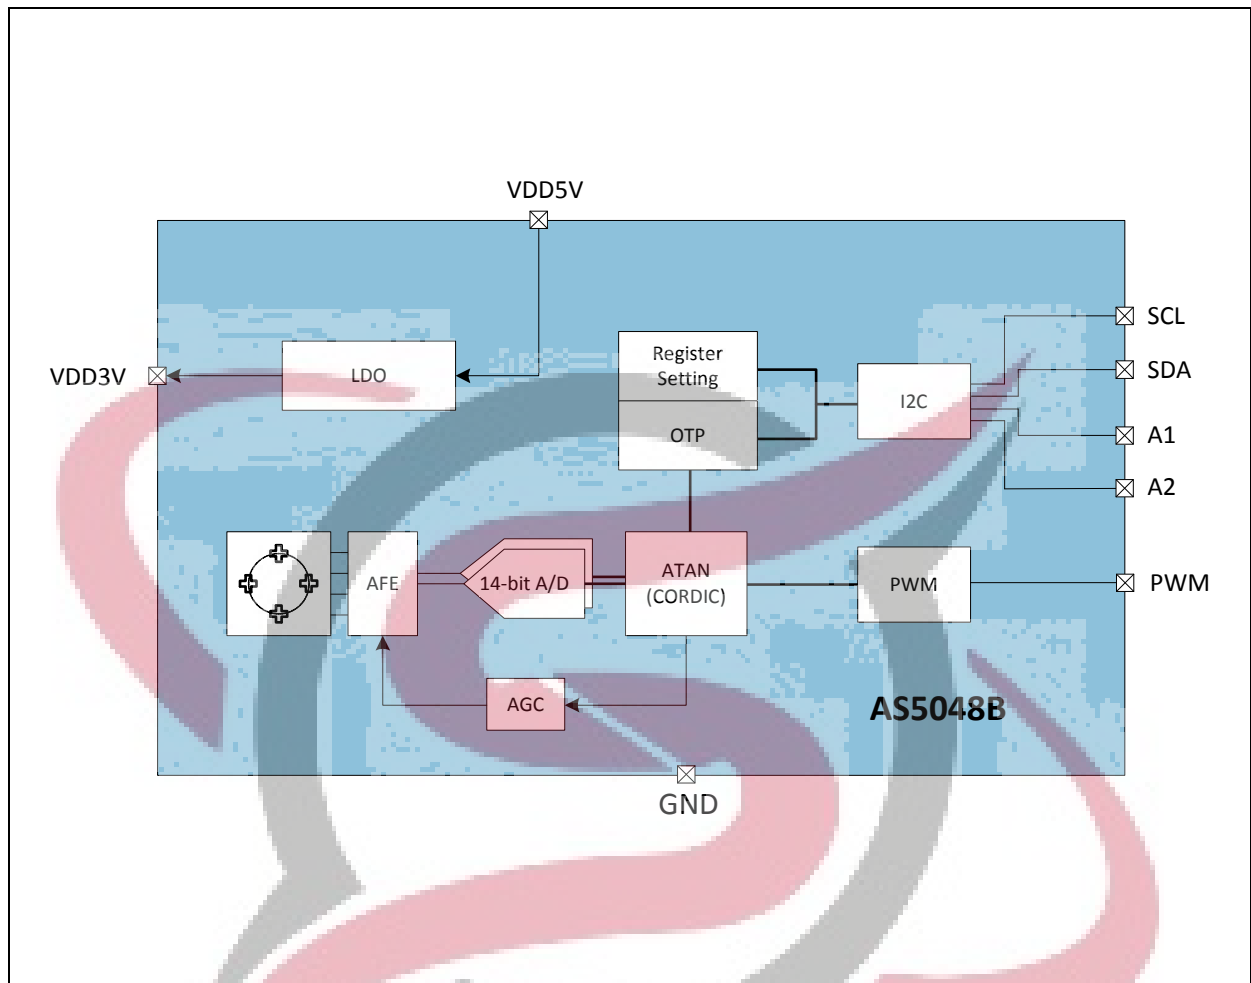 VDD5V
SCL
VDD3V
LDO
Register
Setting
SDA
I2C
OTP
A1
A2
AFE
14-bit A/D
ATAN
(CORDIC)
PWM
PWM
AGC
AS5048B
GND